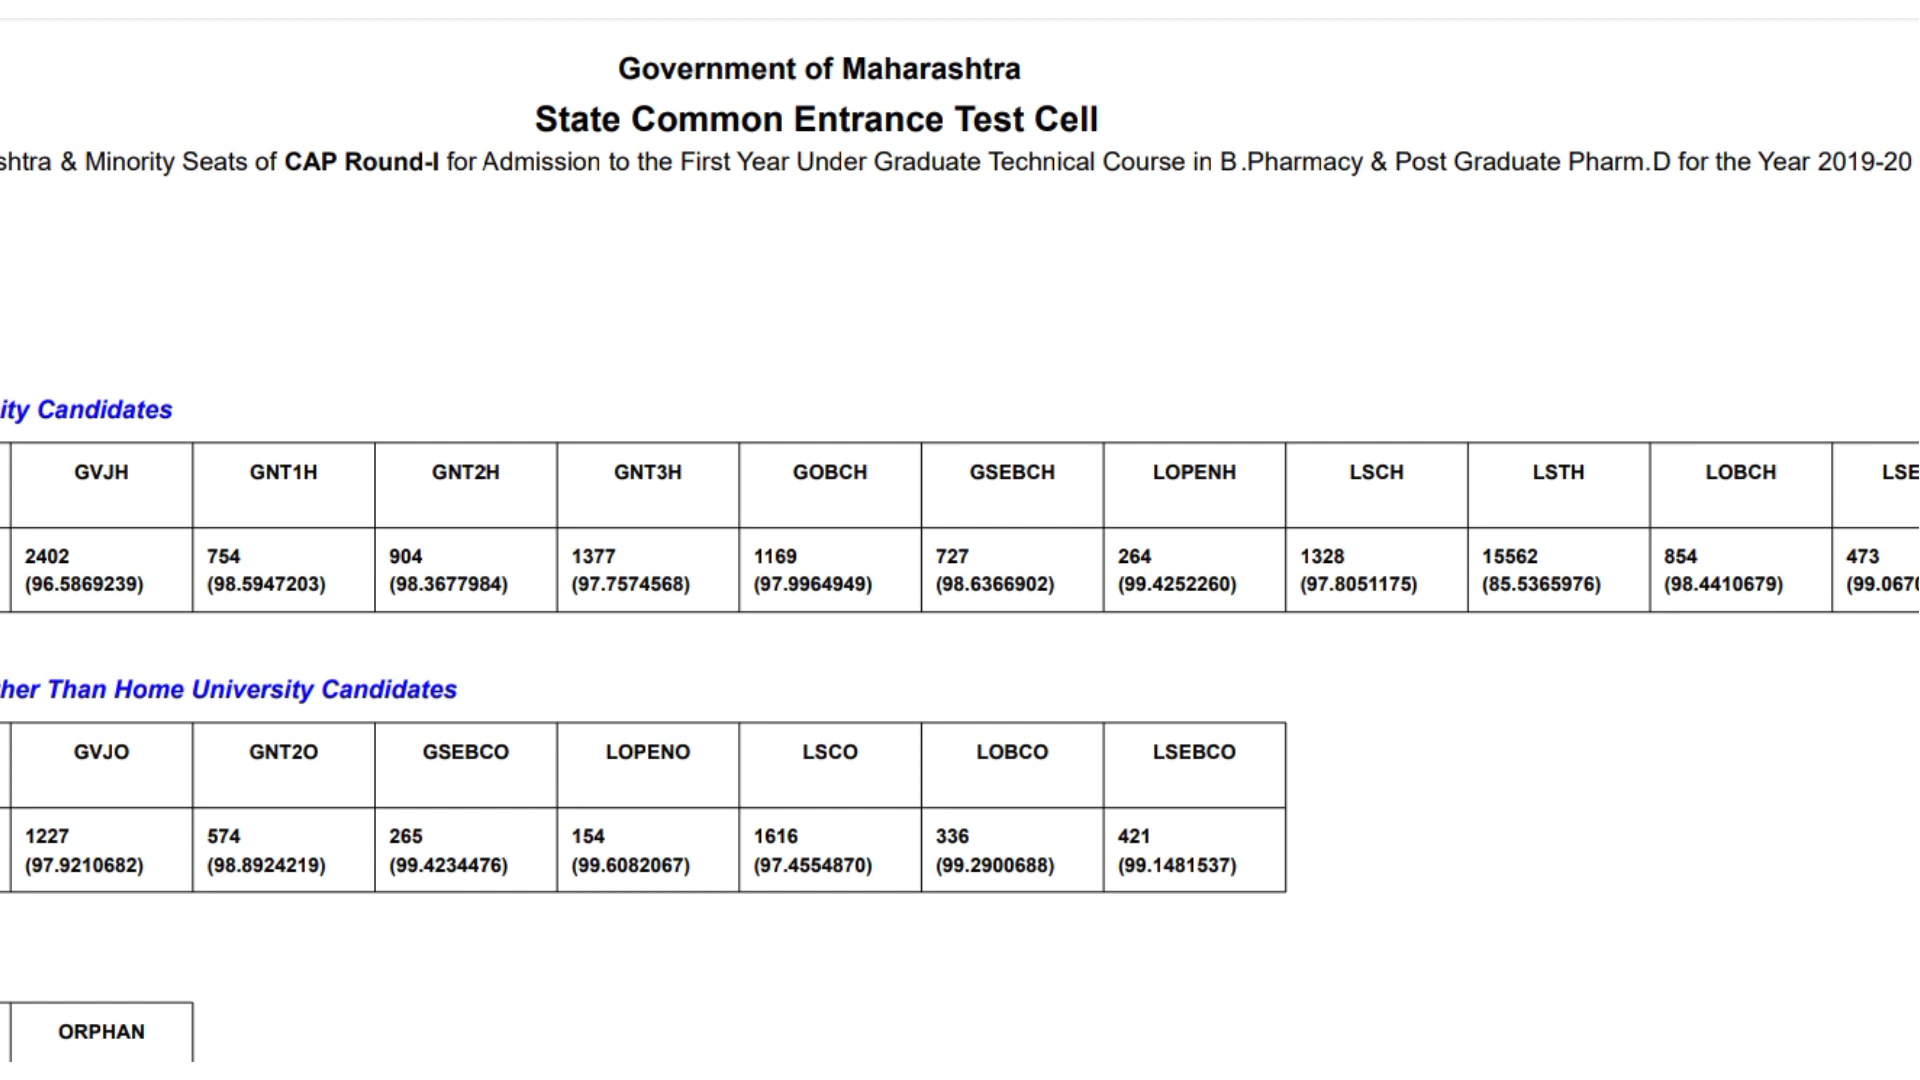 Government of Maharashtra
State Common Entrance Test Cell
shtra & Minority Seats of CAP Round-I for Admission to the First Year Under Graduate Technical Course in B.Pharmacy & Post Graduate Pharm.D for the Year 2019-20
ity Candidates
GVJH GNT1H GNT2H GNT3H GOBCH GSEBCH LOPENH LSCH LSTH LOBCH LSE
2402 754 904 1377 1169 727 264 1328 15562 854 473
(96.5869239) (98.5947203) (98.3677984) (97.7574568) (97.9964949) (98.6366902) (99.4252260) (97.8051175) (85.5365976) (98.4410679) (99.067
her Than Home University Candidates
GVJO GNT2O GSEBCO LOPENO LSCO LOBCO LSEBCO
1227 574 265 154 1616 336 421
(97.9210682) (98.8924219) (99.4234476) (99.6082067) (97.4554870) (99.2900688) (99.1481537)
ORPHAN